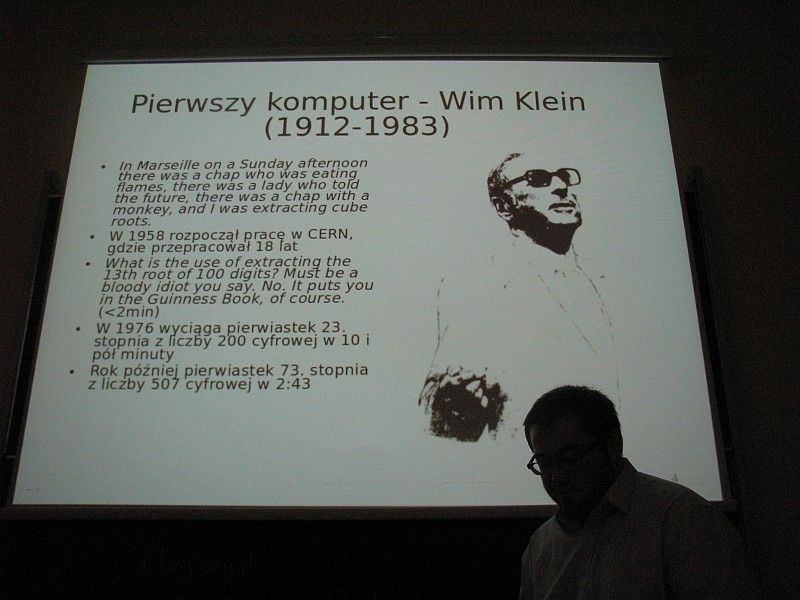 Pierwszy komputer - Wim Klein
(1912-1983)
• In Marseille on a Sunday afternoon
there was a chap who was eating
flames, there was a lady who told
the future, there was a chap with a
monkey, and I was extracting cube
roots.
• W 1958 rozpoczął pracę w CERN,
gdzie przepracował 18 lat
• What is the use of extracting the
13th root of 100 digits? Must be a
bloody idiot you say. No. It puts you
in the Guinness Book, of course.
(<2min)
• W 1976 wyciąga pierwiastek 23.
stopnia z liczby 200 cyfrowej w 10 i
pół minuty
• Rok później pierwiastek 73. stopnia
z liczby 507 cyfrowej w 2:43